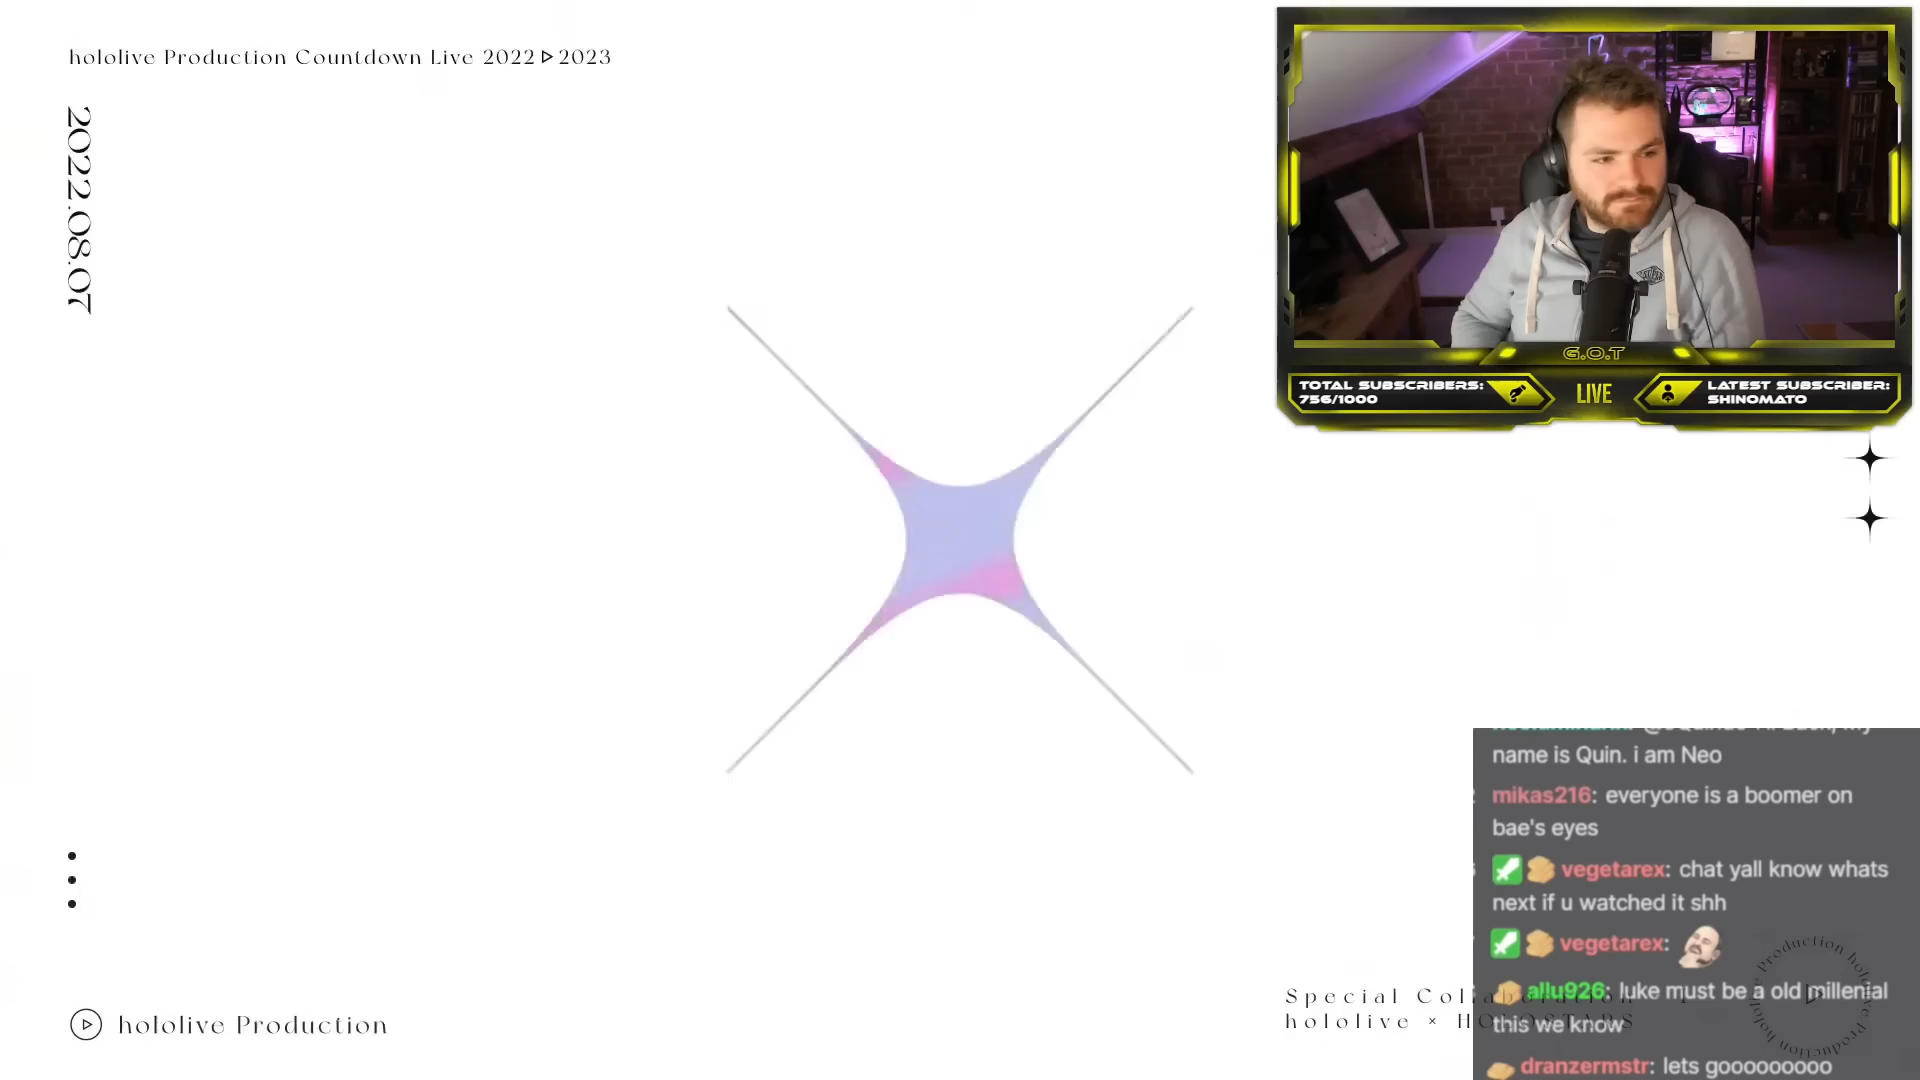 hololive Production Countdown Live 2022▷2023
2022.08.07
G.O.T
TOTAL SUBSCRIBERS:
756/1000
LIVE
LATEST SUBSCRIBER:
SHINOMATO
name is Quin. i am Neo
mikas216: everyone is a boomer on
bae's eyes
vegetarex: chat yall know whats
next if u watched it shh
vegetarex:
allu926: luke must be a old millenial
this we know
dranzermstr: lets goooooooooo
Special Collaboration
hololive × HOLOSTARS
hololive Production